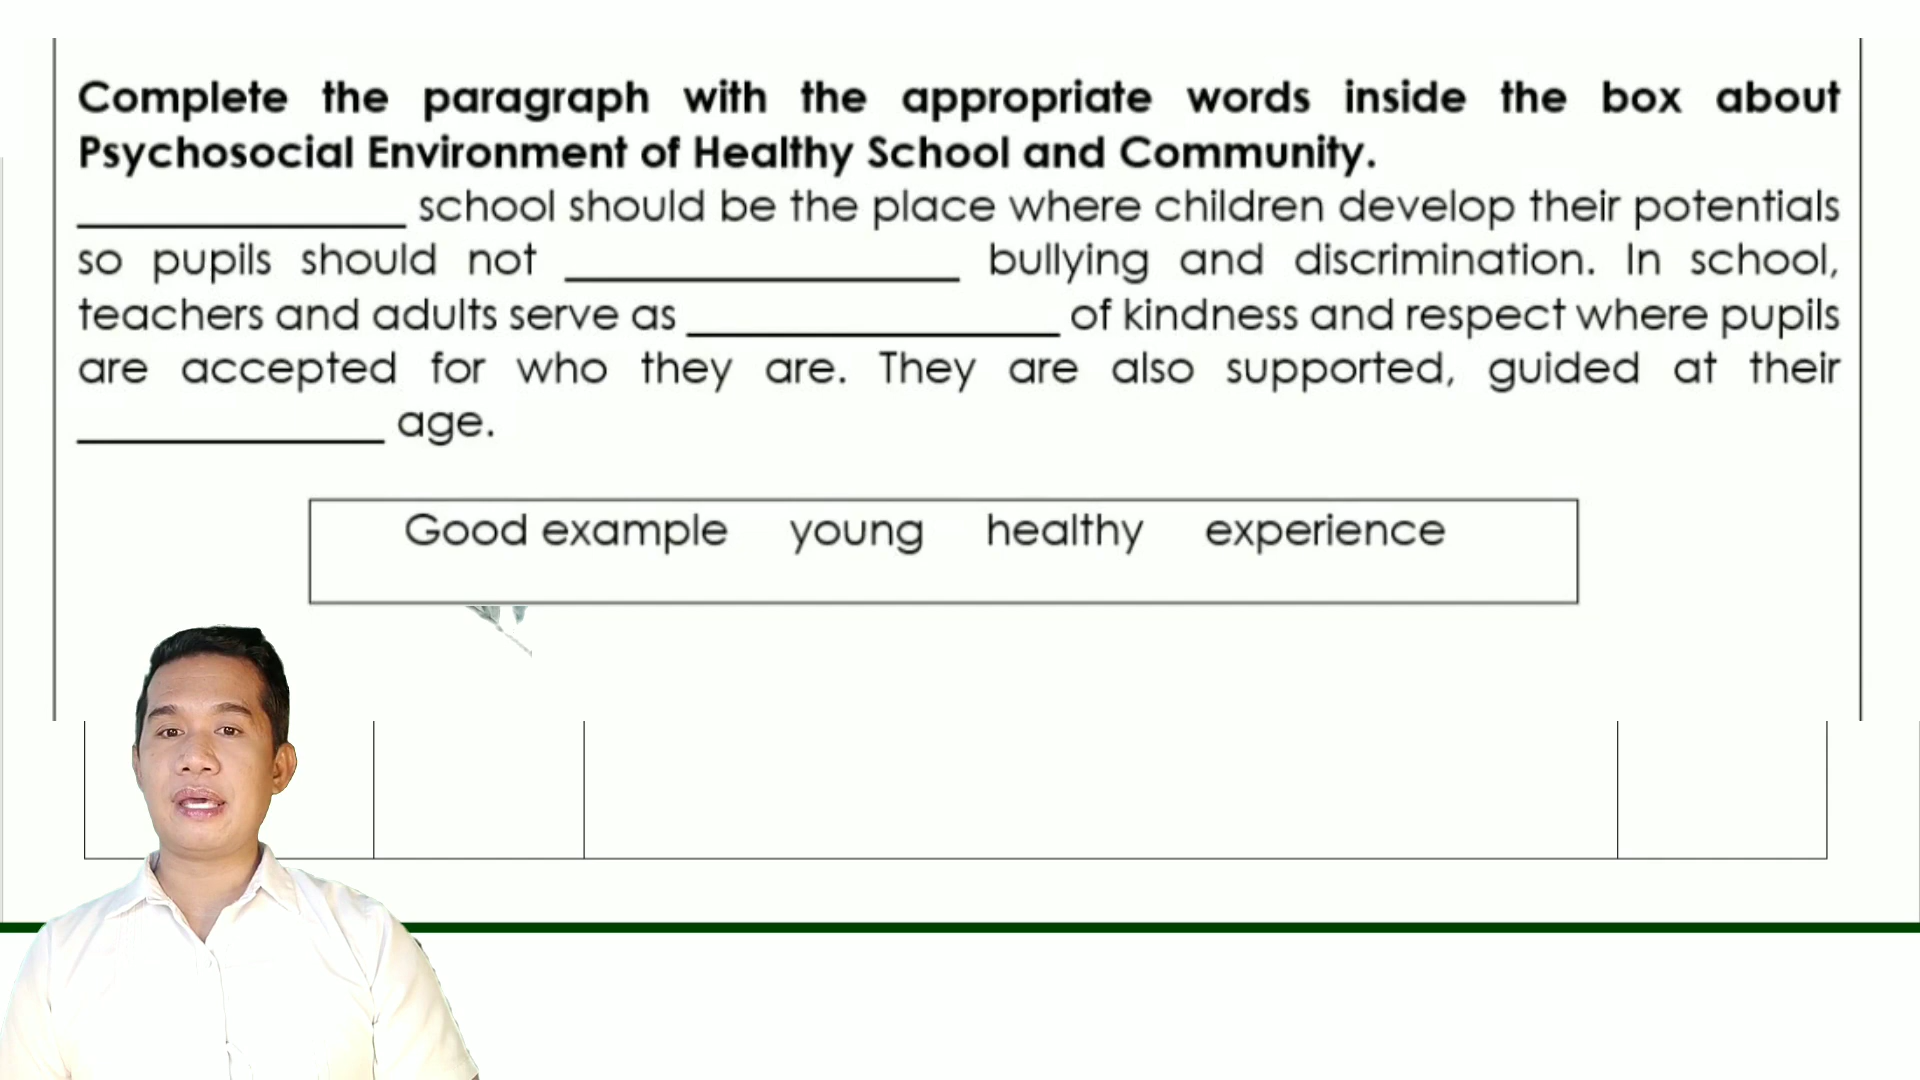 Complete the paragraph with the appropriate words inside the box about
Psychosocial Environment of Healthy School and Community.
______________ school should be the place where children develop their potentials
so pupils should not ________________ bullying and discrimination. In school,
teachers and adults serve as ________________ of kindness and respect where pupils
are accepted for who they are. They are also supported, guided at their
_____________ age.
Good example young healthy experience